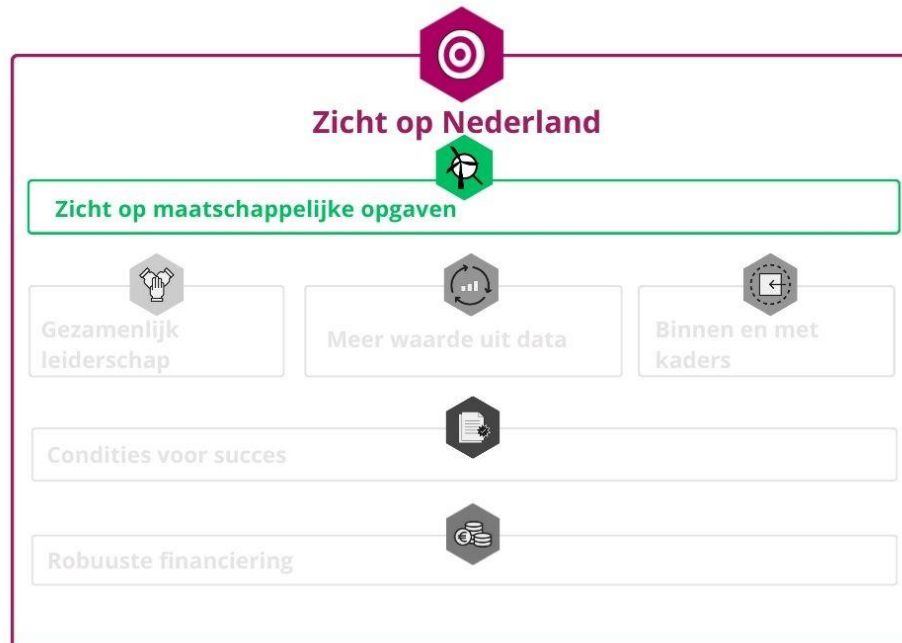 Zicht op Nederland
Zicht op maatschappelijke opgaven
Gezamenlijk
leiderschap
Meer waarde uit data
Binnen en met
kaders
Condities voor succes
Robuuste financiering